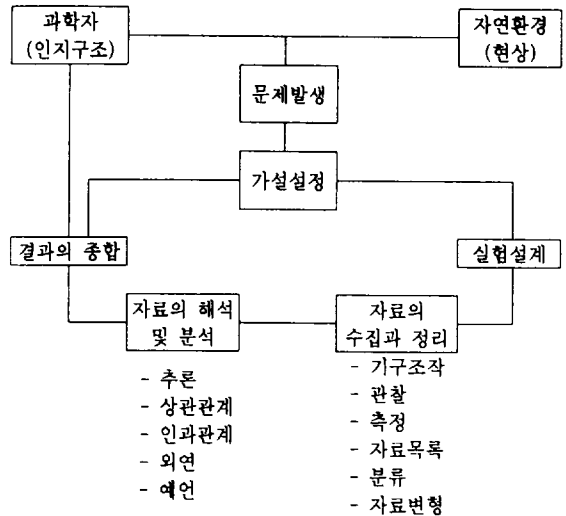 과학자
(인지구조)
자연환경
(현상)
문제발생
가설설정
결과의 종합
실험설계
자료의 해석
및 분석
자료의
수집과 정리
- 추론
- 상관관계
- 인과관계
- 외연
- 예언
- 기구조작
- 관찰
- 측정
- 자료목록
- 분류
- 자료변형